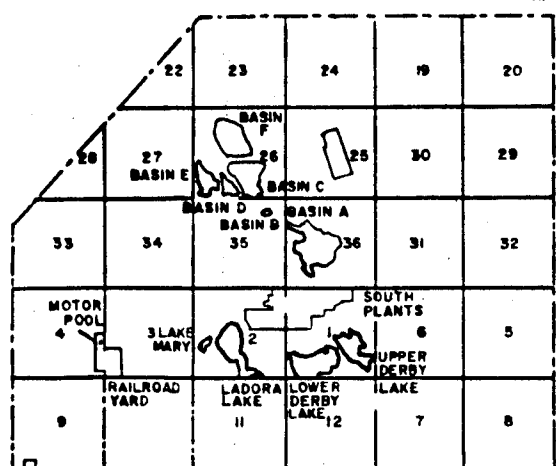 22 23 24 19 20
BASIN
F
28 27 26 25 30 29
BASIN E
BASIN C
BASIN D
BASIN A
BASIN B
33 34 35 36 31 32
MOTOR
POOL
SOUTH
PLANTS
4 3 LAKE
MARY
2 1 6 5
UPPER
DERBY
LAKE
RAILROAD
YARD
LADORA
LAKE
LOWER
DERBY
LAKE
9 11 12 7 8